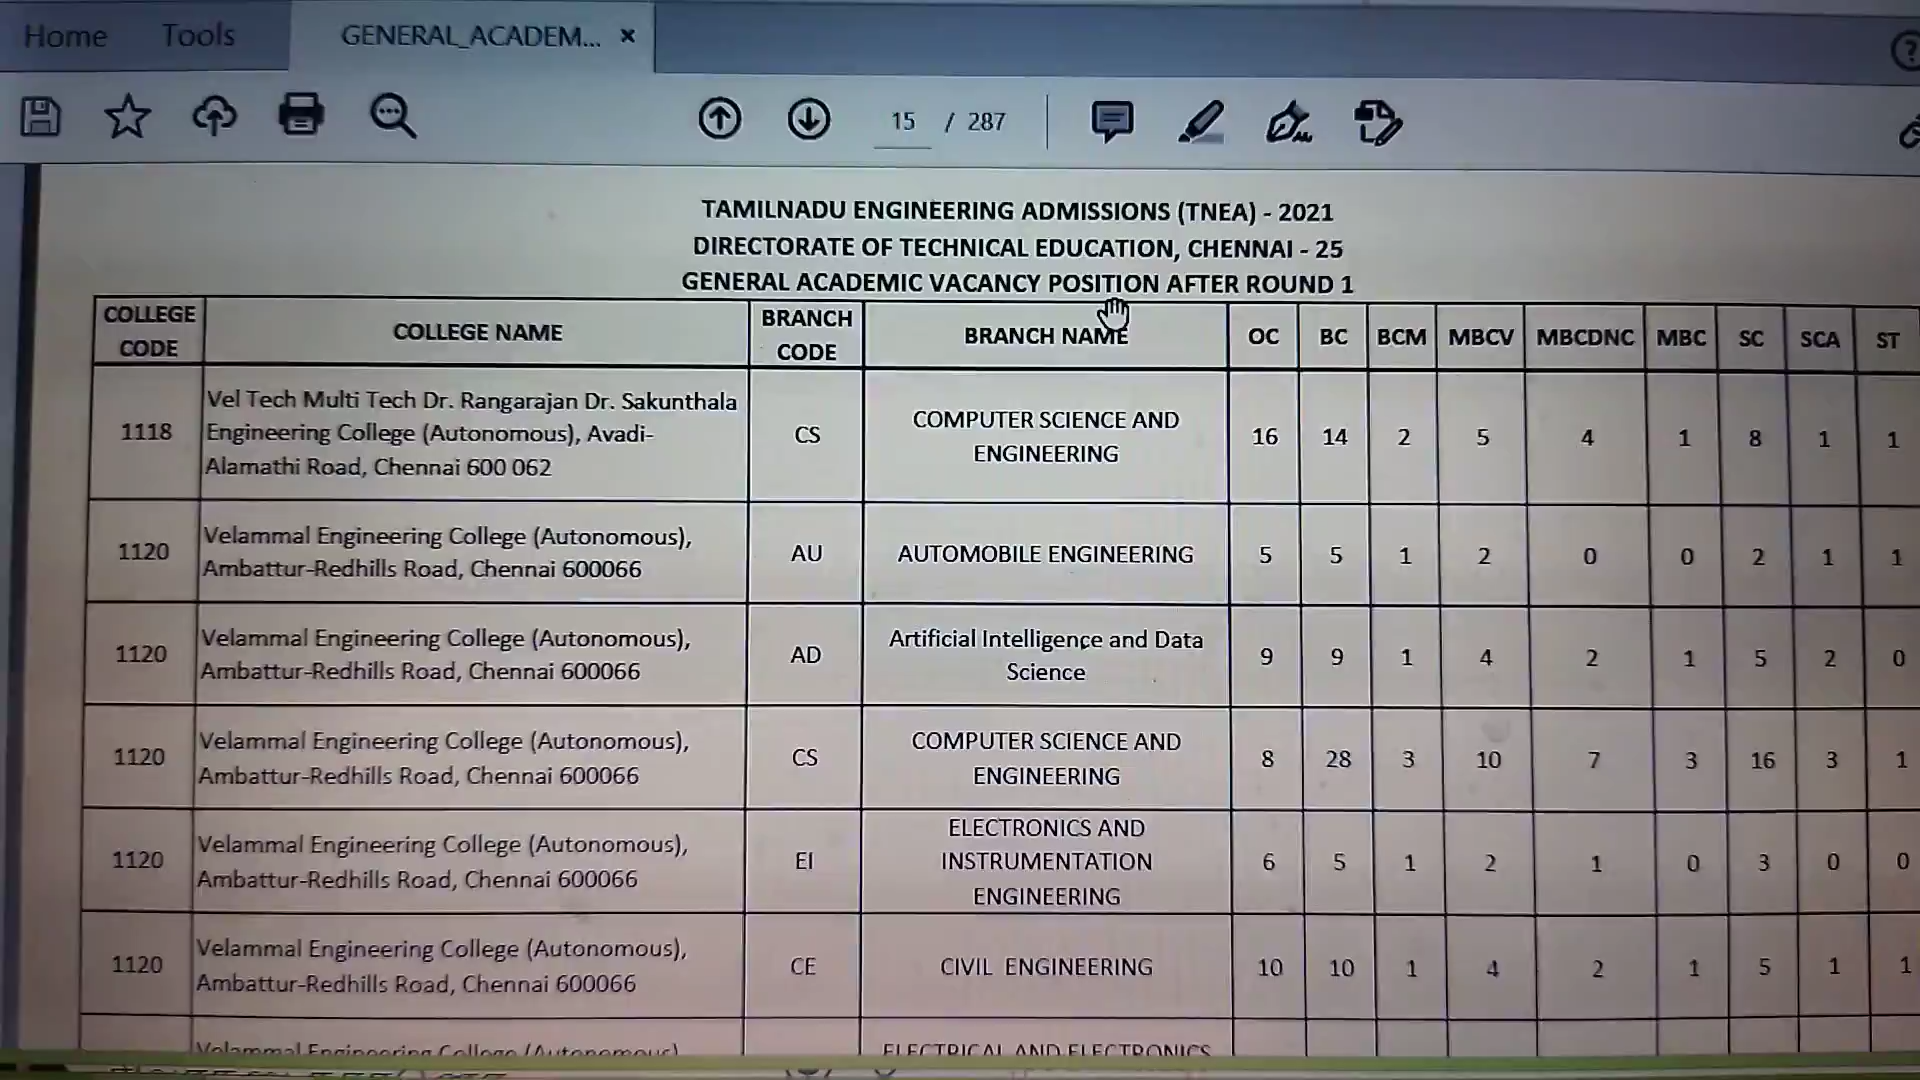 Home Tools GENERAL_ACADEM... ×
15 / 287
TAMILNADU ENGINEERING ADMISSIONS (TNEA) - 2021
DIRECTORATE OF TECHNICAL EDUCATION, CHENNAI - 25
GENERAL ACADEMIC VACANCY POSITION AFTER ROUND 1
COLLEGE CODE COLLEGE NAME BRANCH CODE BRANCH NAME OC BC BCM MBCV MBCDNC MBC SC SCA ST
1118
Vel Tech Multi Tech Dr. Rangarajan Dr. Sakunthala
Engineering College (Autonomous), Avadi-
Alamathi Road, Chennai 600 062
CS
COMPUTER SCIENCE AND
ENGINEERING
16 14 2 5 4 1 8 1 1
1120
Velammal Engineering College (Autonomous),
Ambattur-Redhills Road, Chennai 600066
AU
AUTOMOBILE ENGINEERING
5 5 1 2 0 0 2 1 1
1120
Velammal Engineering College (Autonomous),
Ambattur-Redhills Road, Chennai 600066
AD
Artificial Intelligence and Data
Science
9 9 1 4 2 1 5 2 0
1120
Velammal Engineering College (Autonomous),
Ambattur-Redhills Road, Chennai 600066
CS
COMPUTER SCIENCE AND
ENGINEERING
8 28 3 10 7 3 16 3 1
1120
Velammal Engineering College (Autonomous),
Ambattur-Redhills Road, Chennai 600066
EI
ELECTRONICS AND
INSTRUMENTATION
ENGINEERING
6 5 1 2 1 0 3 0 0
1120
Velammal Engineering College (Autonomous),
Ambattur-Redhills Road, Chennai 600066
CE
CIVIL ENGINEERING
10 10 1 4 2 1 5 1 1
Velammal Engineering College (Autonomous),
ELECTRICAL AND ELECTRONICS